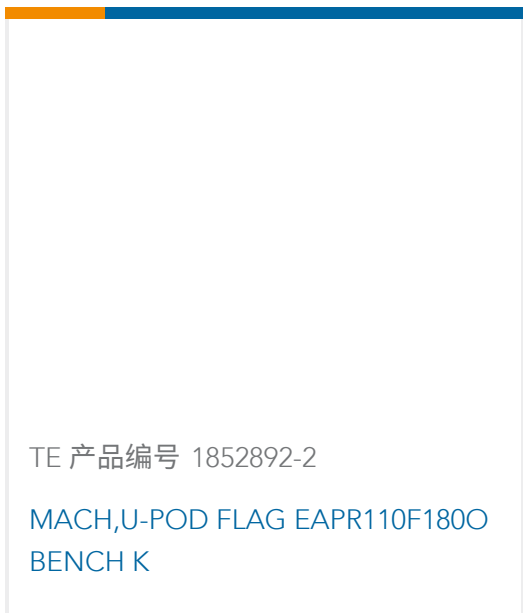 TE 产品编号 1852892-2
MACH,U-POD FLAG EAPR110F180O
BENCH K